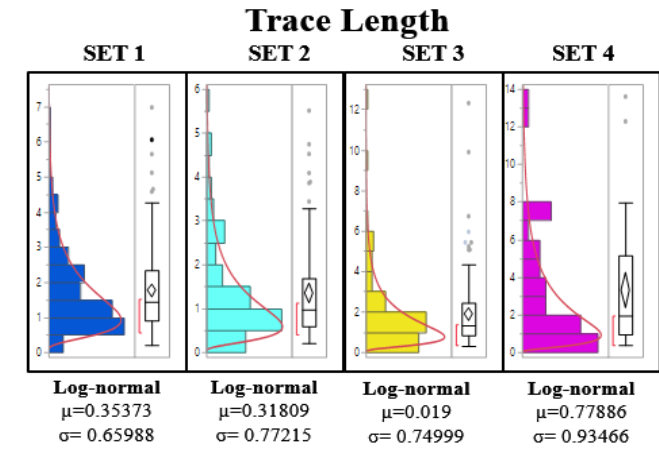 Trace Length
SET 1 SET 2 SET 3 SET 4
7 6 5 4 3 2 1 0
6 5 4 3 2 1 0
12 10 8 6 4 2 0
14 12 10 8 6 4 2 0
Log-normal Log-normal Log-normal Log-normal
μ=0.35373 μ=0.31809 μ=0.019 μ=0.77886
σ= 0.65988 σ= 0.77215 σ= 0.74999 σ= 0.93466